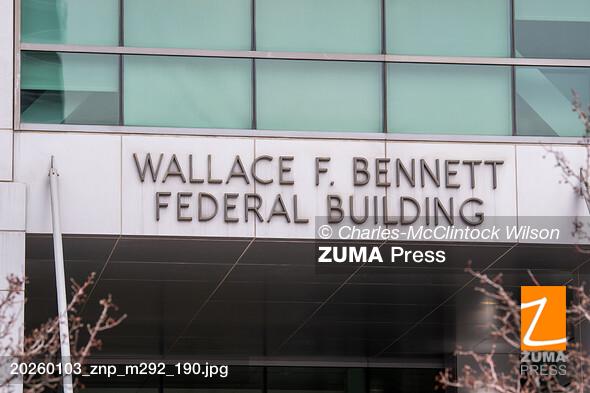 WALLACE F. BENNETT
FEDERAL BUILDING
© Charles-McClintock Wilson
ZUMA Press
Z
ZUMA
PRESS
20260103_znp_m292_190.jpg